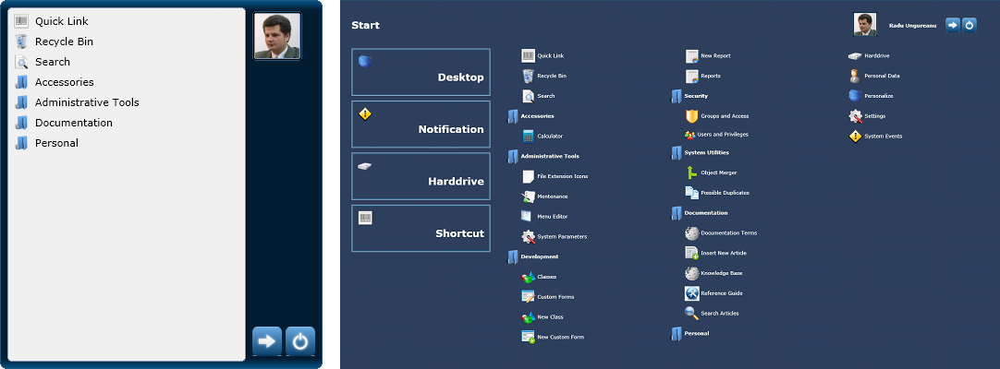 Quick Link
Recycle Bin
Search
Accessories
Administrative Tools
Documentation
Personal
Start
Radu Ungureanu
Desktop
Notification
Harddrive
Shortcut
Quick Link
Recycle Bin
Search
Accessories
Calculator
Administrative Tools
File Extension Icons
Mentenance
Menu Editor
System Parameters
Development
Classes
Custom Forms
New Class
New Custom Form
New Report
Reports
Security
Groups and Access
Users and Privileges
System Utilities
Object Merger
Possible Duplicates
Documentation
Documentation Terms
Insert New Article
Knowledge Base
Reference Guide
Search Articles
Personal
Harddrive
Personal Data
Personalize
Settings
System Events